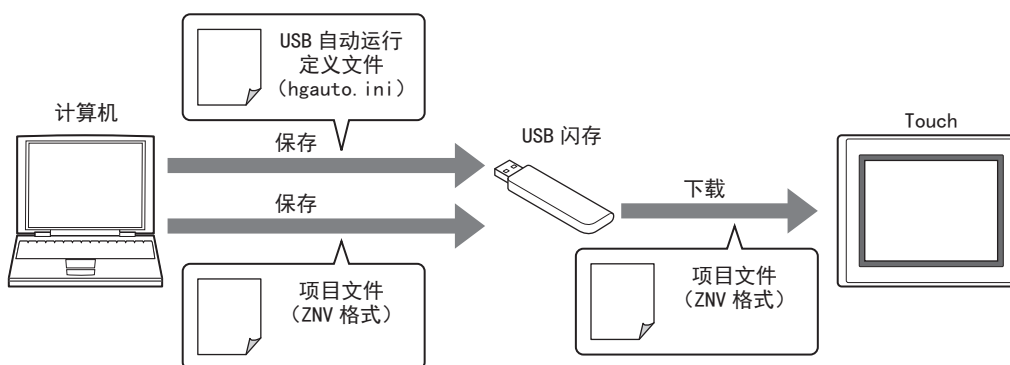 USB 自动运行
定义文件
（hgauto.ini）
计算机
保存
USB 闪存
Touch
保存
下载
项目文件
（ZNV 格式）
项目文件
（ZNV 格式）